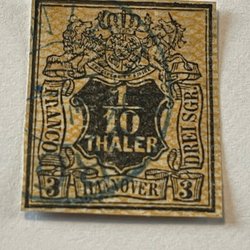 FRANCO
1/10
THALER
DREI SGR
3 HANNOVER 3